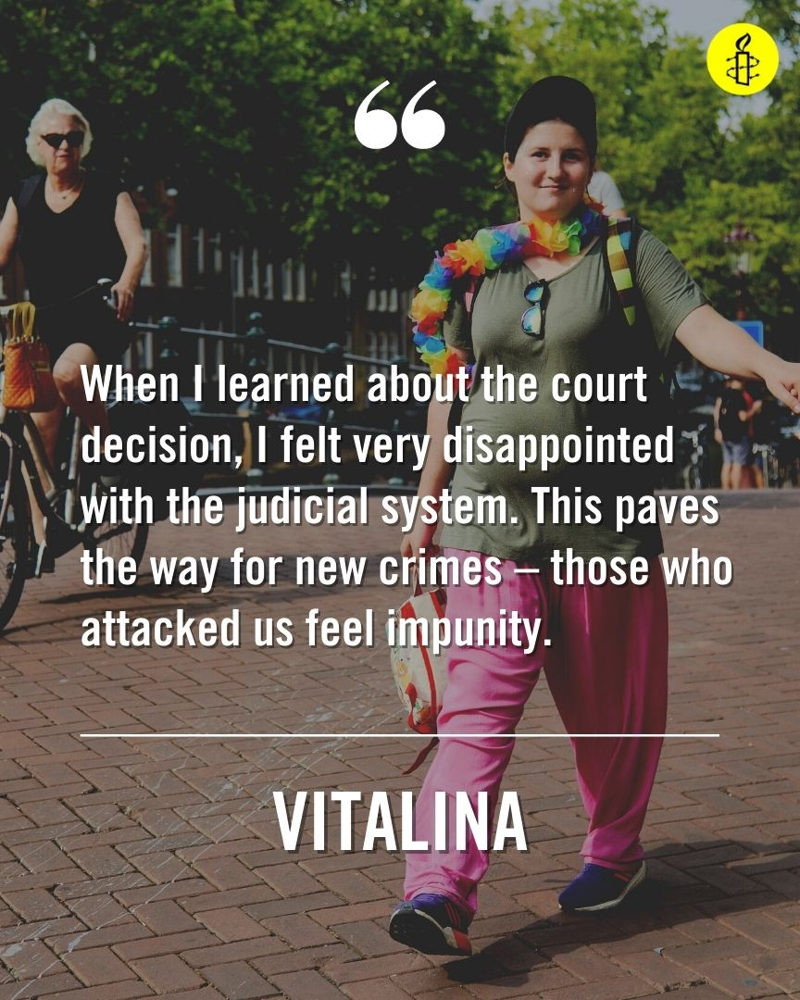 “
When I learned about the court
decision, I felt very disappointed
with the judicial system. This paves
the way for new crimes – those who
attacked us feel impunity.
VITALINA